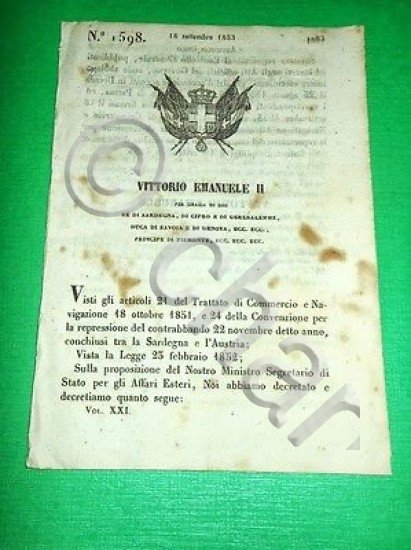 N.º 1598.
18 settembre 1853
VITTORIO EMANUELE II
PER GRAZIA DI DIO
RE DI SARDEGNA, DI CIPRO E DI GERUSALEMME,
DUCA DI SAVOIA E DI GENOVA, ECC. ECC.,
PRINCIPE DI PIEMONTE, ECC. ECC. ECC.
Visti gli articoli 21 del Trattato di Commercio e Na-
vigazione 18 ottobre 1851, e 24 della Convenzione per
la repressione del contrabbando 22 novembre detto anno,
conchiusi tra la Sardegna e l'Austria;
Vista la Legge 23 febbraio 1852;
Sulla proposizione del Nostro Ministro Segretario di
Stato per gli Affari Esteri, Noi abbiamo decretato e
decretiamo quanto segue:
VOL. XXI.